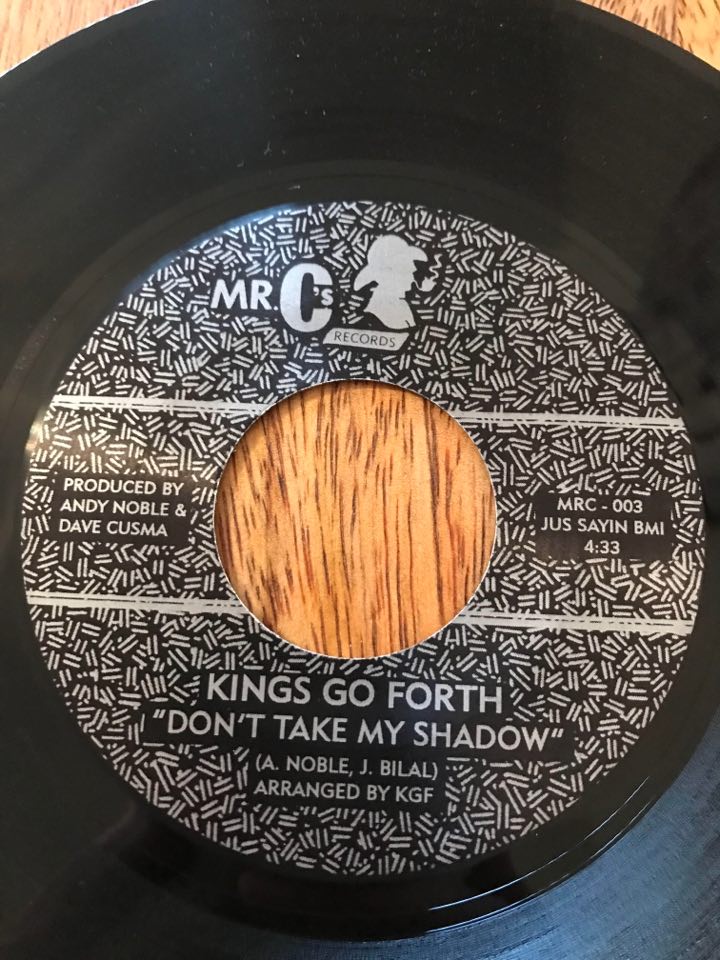 MR. C's
RECORDS
PRODUCED BY
ANDY NOBLE &
DAVE CUSMA
MRC - 003
JUS SAYIN BMI
4:33
KINGS GO FORTH
"DON'T TAKE MY SHADOW"
(A. NOBLE, J. BILAL)
ARRANGED BY KGF